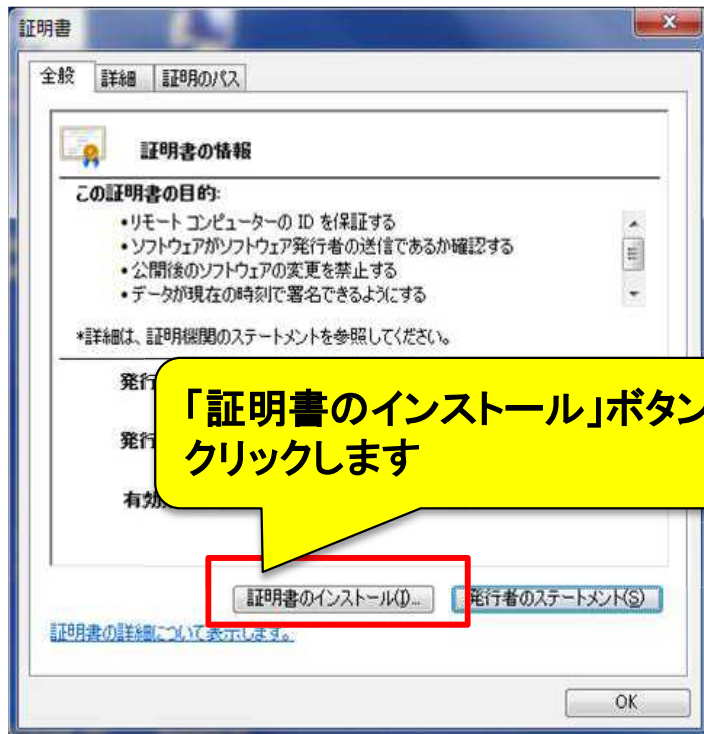 証明書
全般 詳細 証明のパス
証明書の情報
この証明書の目的:
•リモート コンピューターの ID を保証する
•ソフトウェアがソフトウェア発行者の送信であるか確認する
•公開後のソフトウェアの変更を禁止する
•データが現在の時刻で署名できるようにする
*詳細は、証明機関のステートメントを参照してください。
発行
発行
有効
「証明書のインストール」ボタン
クリックします
証明書のインストール(I)... 発行者のステートメント(S)
証明書の詳細について表示します。
OK